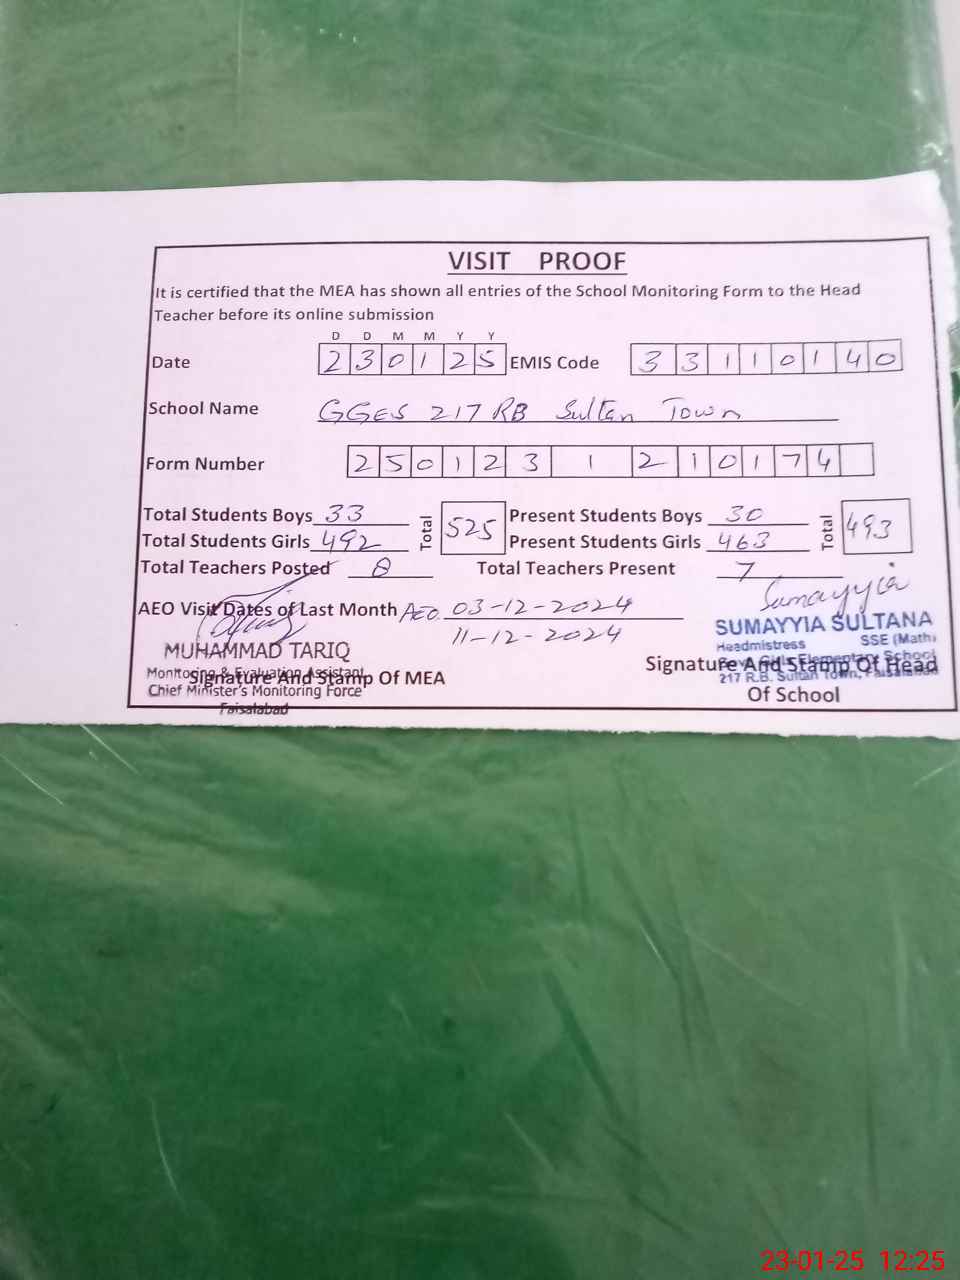 VISIT PROOF
It is certified that the MEA has shown all entries of the School Monitoring Form to the Head
Teacher before its online submission
D D M M Y Y
Date 2 3 0 1 2 5 EMIS Code 3 3 1 1 0 1 4 0
School Name GGES 217 RB Sultan Town
Form Number 2 5 0 1 2 3 1 2 1 0 1 7 4
Total Students Boys 33 Total 525 Present Students Boys 30 Total 493
Total Students Girls 492 Present Students Girls 463
Total Teachers Posted 8 Total Teachers Present 7
Sumayyia
AEO Visit Dates of Last Month AEO 03-12-2024
11-12-2024
SUMAYYIA SULTANA
Headmistress SSE (Math)
Govt. Girls Elementary School
217 R.B. Sultan Town, Faisalabad
MUHAMMAD TARIQ
Monitoring & Evaluation Assistant
Chief Minister's Monitoring Force
Faisalabad
Signature And Stamp Of MEA
Signature And Stamp Of Head
Of School
23-01-25 12:25